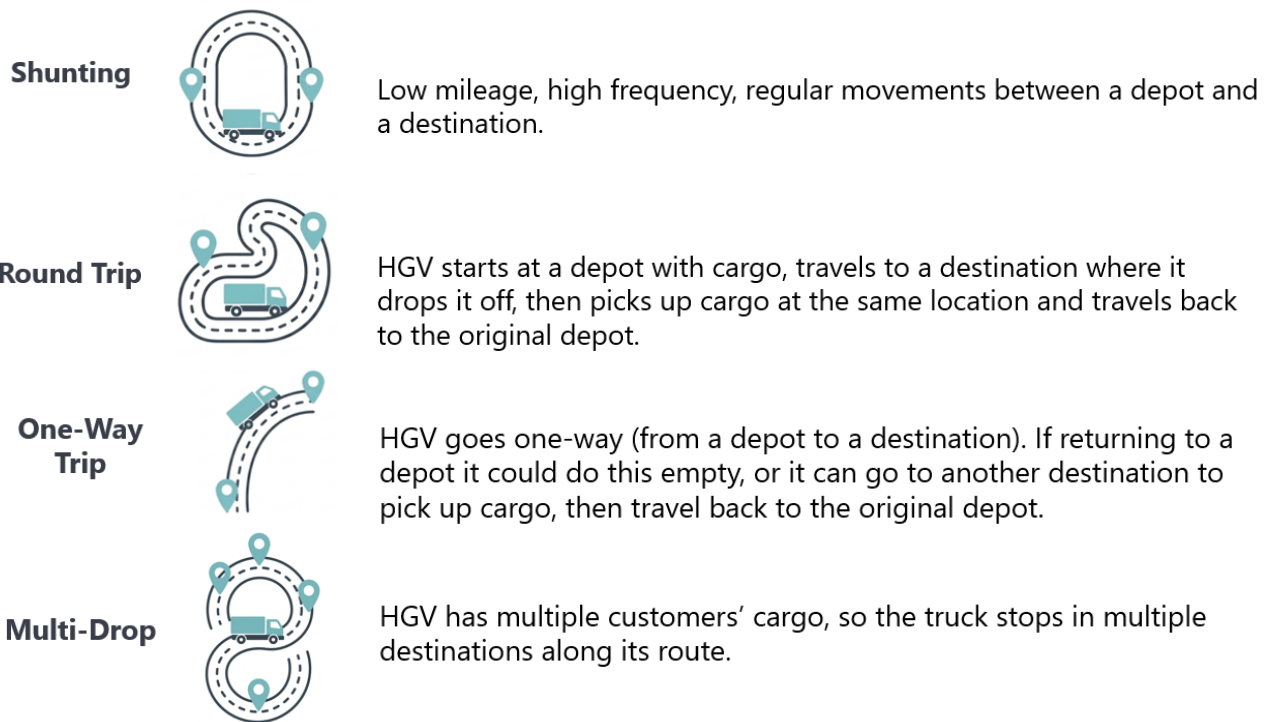 Shunting
Low mileage, high frequency, regular movements between a depot and
a destination.
Round Trip
HGV starts at a depot with cargo, travels to a destination where it
drops it off, then picks up cargo at the same location and travels back
to the original depot.
One-Way
Trip
HGV goes one-way (from a depot to a destination). If returning to a
depot it could do this empty, or it can go to another destination to
pick up cargo, then travel back to the original depot.
Multi-Drop
HGV has multiple customers’ cargo, so the truck stops in multiple
destinations along its route.